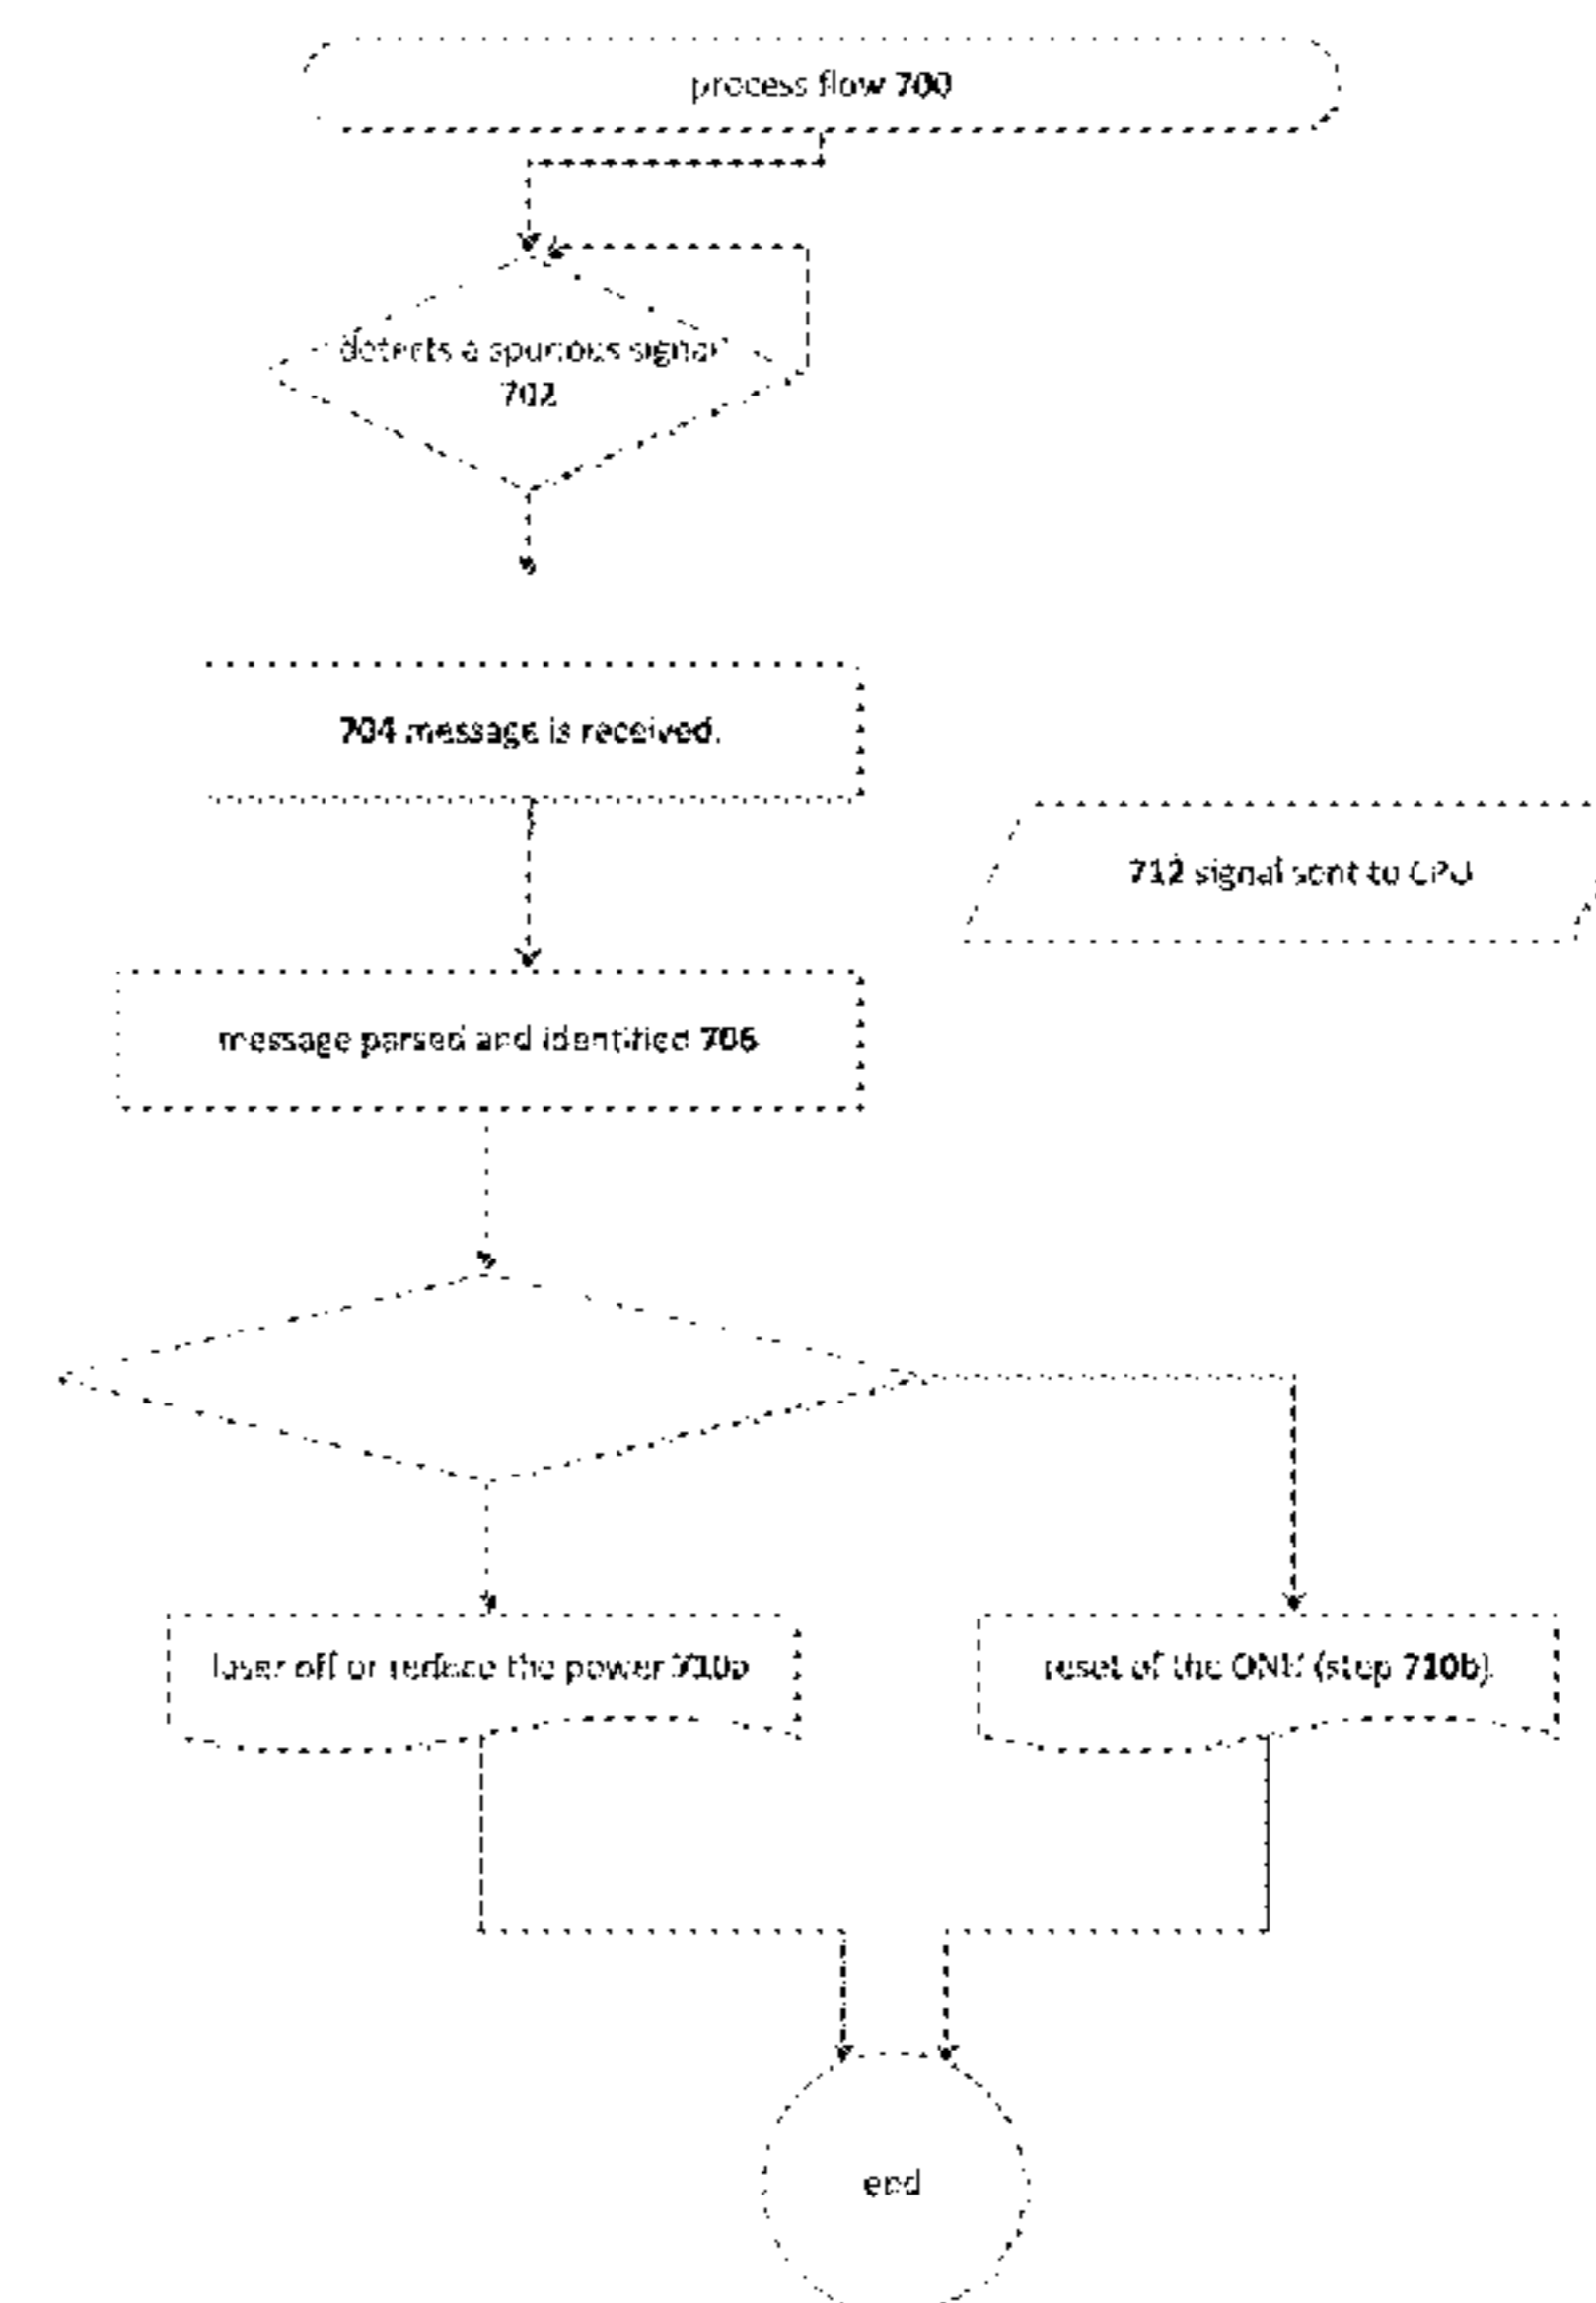 process flow 700
detects a spurious signal
702
704 message is received.
712 signal sent to CPU
message parsed and identified 706
laser off or reduce the power 710a
reset of the ONU (step 710b).
end